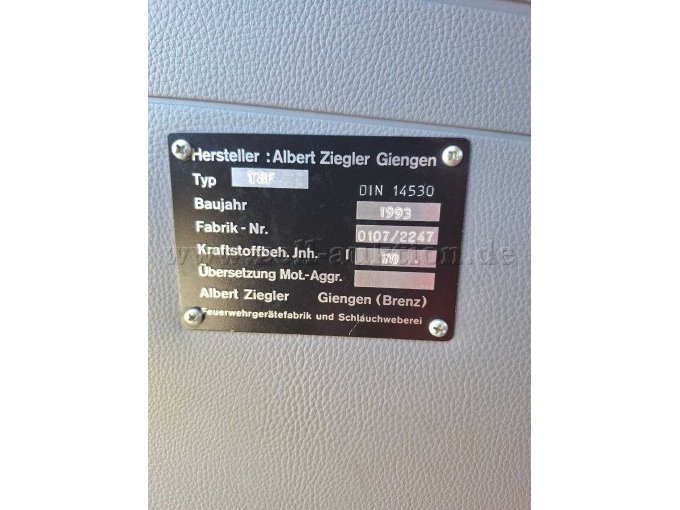 Hersteller : Albert Ziegler Giengen
Typ
DIN 14530
Baujahr 1993
Fabrik - Nr. 0107/2247
Kraftstoffbeh. Jnh. - l
Übersetzung Mot.-Aggr.
Albert Ziegler Giengen (Brenz)
Feuerwehrgerätefabrik und Schlauchweberei